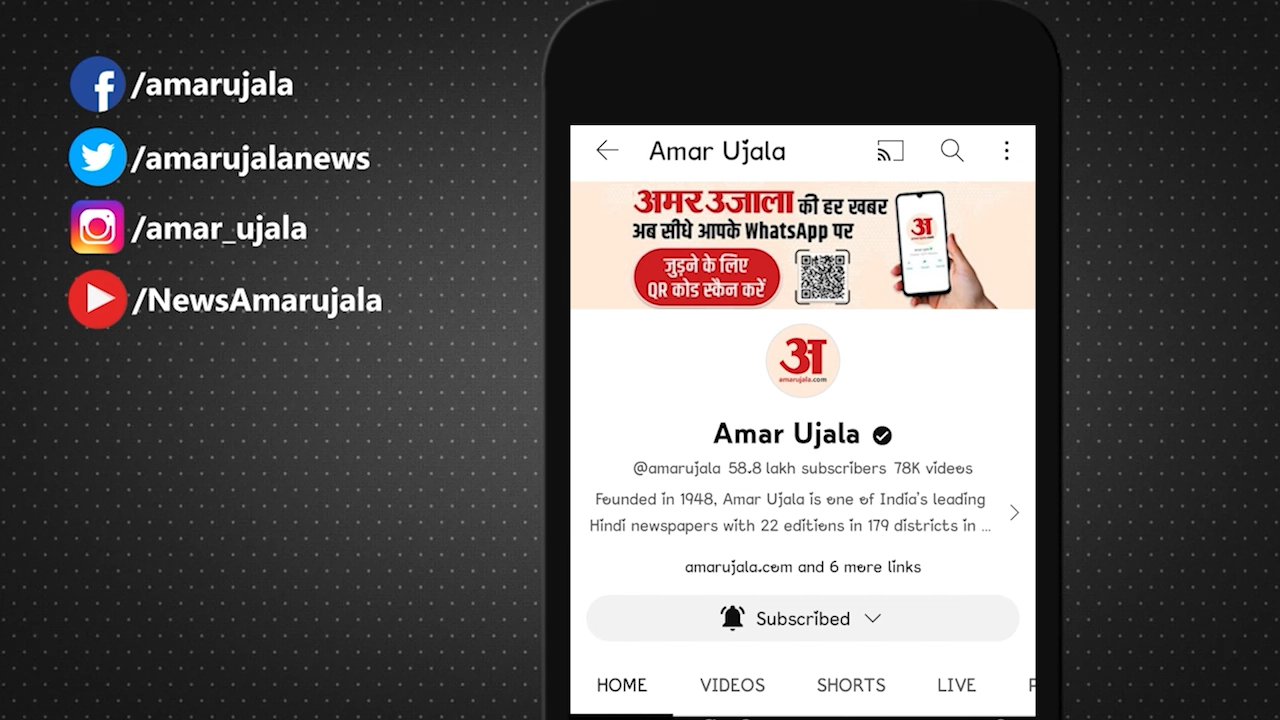 /amarujala
/amarujalanews
/amar_ujala
/NewsAmarujala
Amar Ujala
अमर उजाला की हर खबर
अब सीधे आपके WhatsApp पर
जुड़ने के लिए
QR कोड स्कैन करें
अ
अ
amarujala.com
Amar Ujala
@amarujala 58.8 lakh subscribers 78K videos
Founded in 1948, Amar Ujala is one of India's leading
Hindi newspapers with 22 editions in 179 districts in ...
amarujala.com and 6 more links
Subscribed
HOME VIDEOS SHORTS LIVE